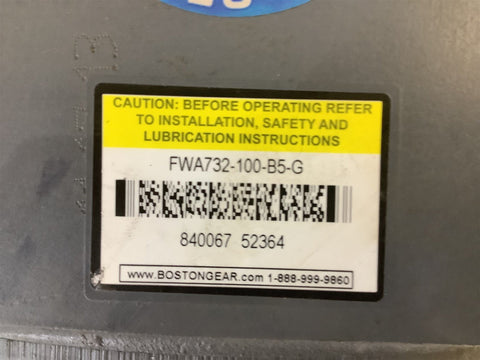 CAUTION: BEFORE OPERATING REFER
TO INSTALLATION, SAFETY AND
LUBRICATION INSTRUCTIONS
FWA732-100-B5-G
840067 52364
www.BOSTONGEAR.com 1-888-999-9860